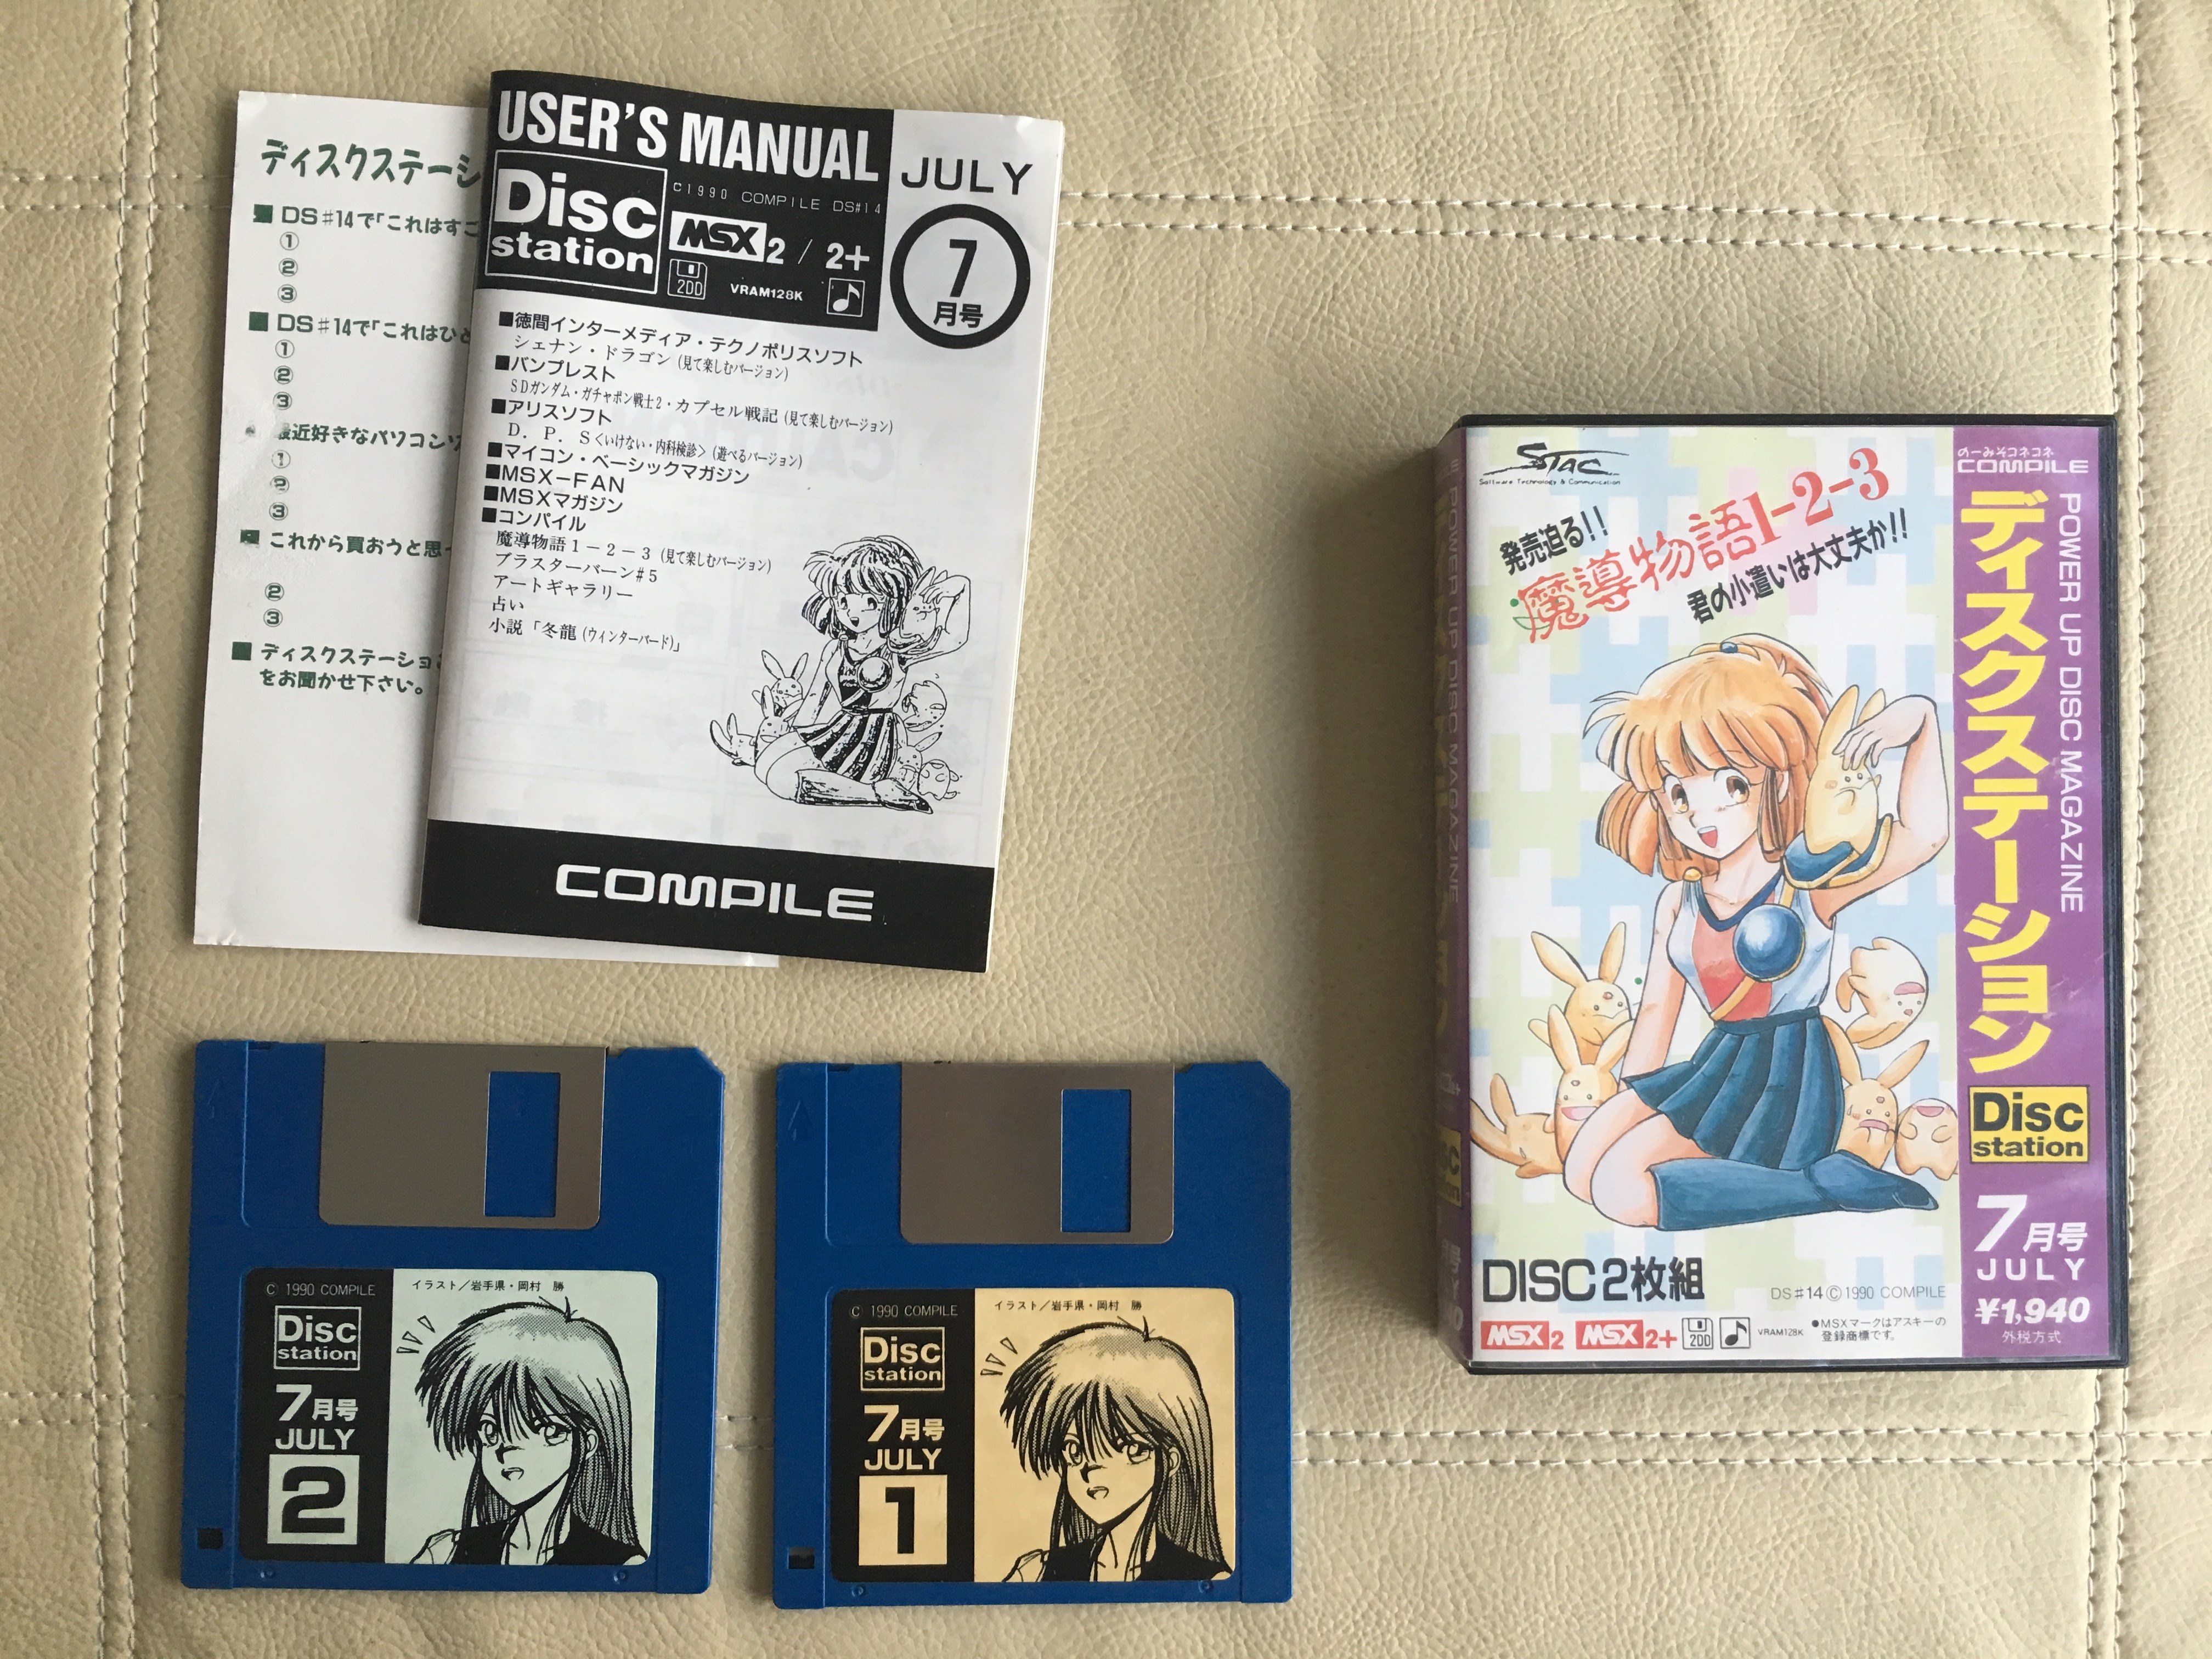 ディスクステーシ
■ DS♯14で「これはすご
①
②
③
■ DS♯14で「これはひと
①
②
③
最近好きなパソコンソ
①
②
③
■ これから買おうと思っ
②
③
■ ディスクステーション
をお聞かせ下さい。
USER'S MANUAL
Disc
station
C1990 COMPILE DS#14
MSX2 / 2+
2DD
VRAM128K
JULY
7
月号
■徳間インターメディア・テクノポリスソフト
シェナン・ドラゴン(見て楽しむバージョン)
■バンプレスト
SDガンダム・ガチャポン戦士2・カプセル戦記(見て楽しむバージョン)
■アリスソフト
D. P. S<いけない・内科検診>(遊べるバージョン)
■マイコン・ベーシックマガジン
■MSX-FAN
■MSXマガジン
■コンパイル
魔導物語1-2-3(見て楽しむバージョン)
ブラスターバーン#5
アートギャラリー
占い
小説「冬龍(ウィンターバード)」
COMPILE
© 1990 COMPILE
イラスト/岩手県・岡村 勝
Disc
station
7月号
JULY
2
© 1990 COMPILE
イラスト/岩手県・岡村 勝
Disc
station
7月号
JULY
1
STAC
Software Technology & Communication
発売迫る!!
魔導物語1-2-3
君の小遣いは大丈夫か!!
DISC2枚組
DS♯14©1990 COMPILE
MSX2 MSX2+ 2DD VRAM128K
●MSXマークはアスキーの
登録商標です。
のーみそコネコネ
COMPILE
POWER UP DISC MAGAZINE
ディスクステーション
Disc
station
7月号
JULY
¥1,940
外税方式
POWER UP DISC MAGAZINE